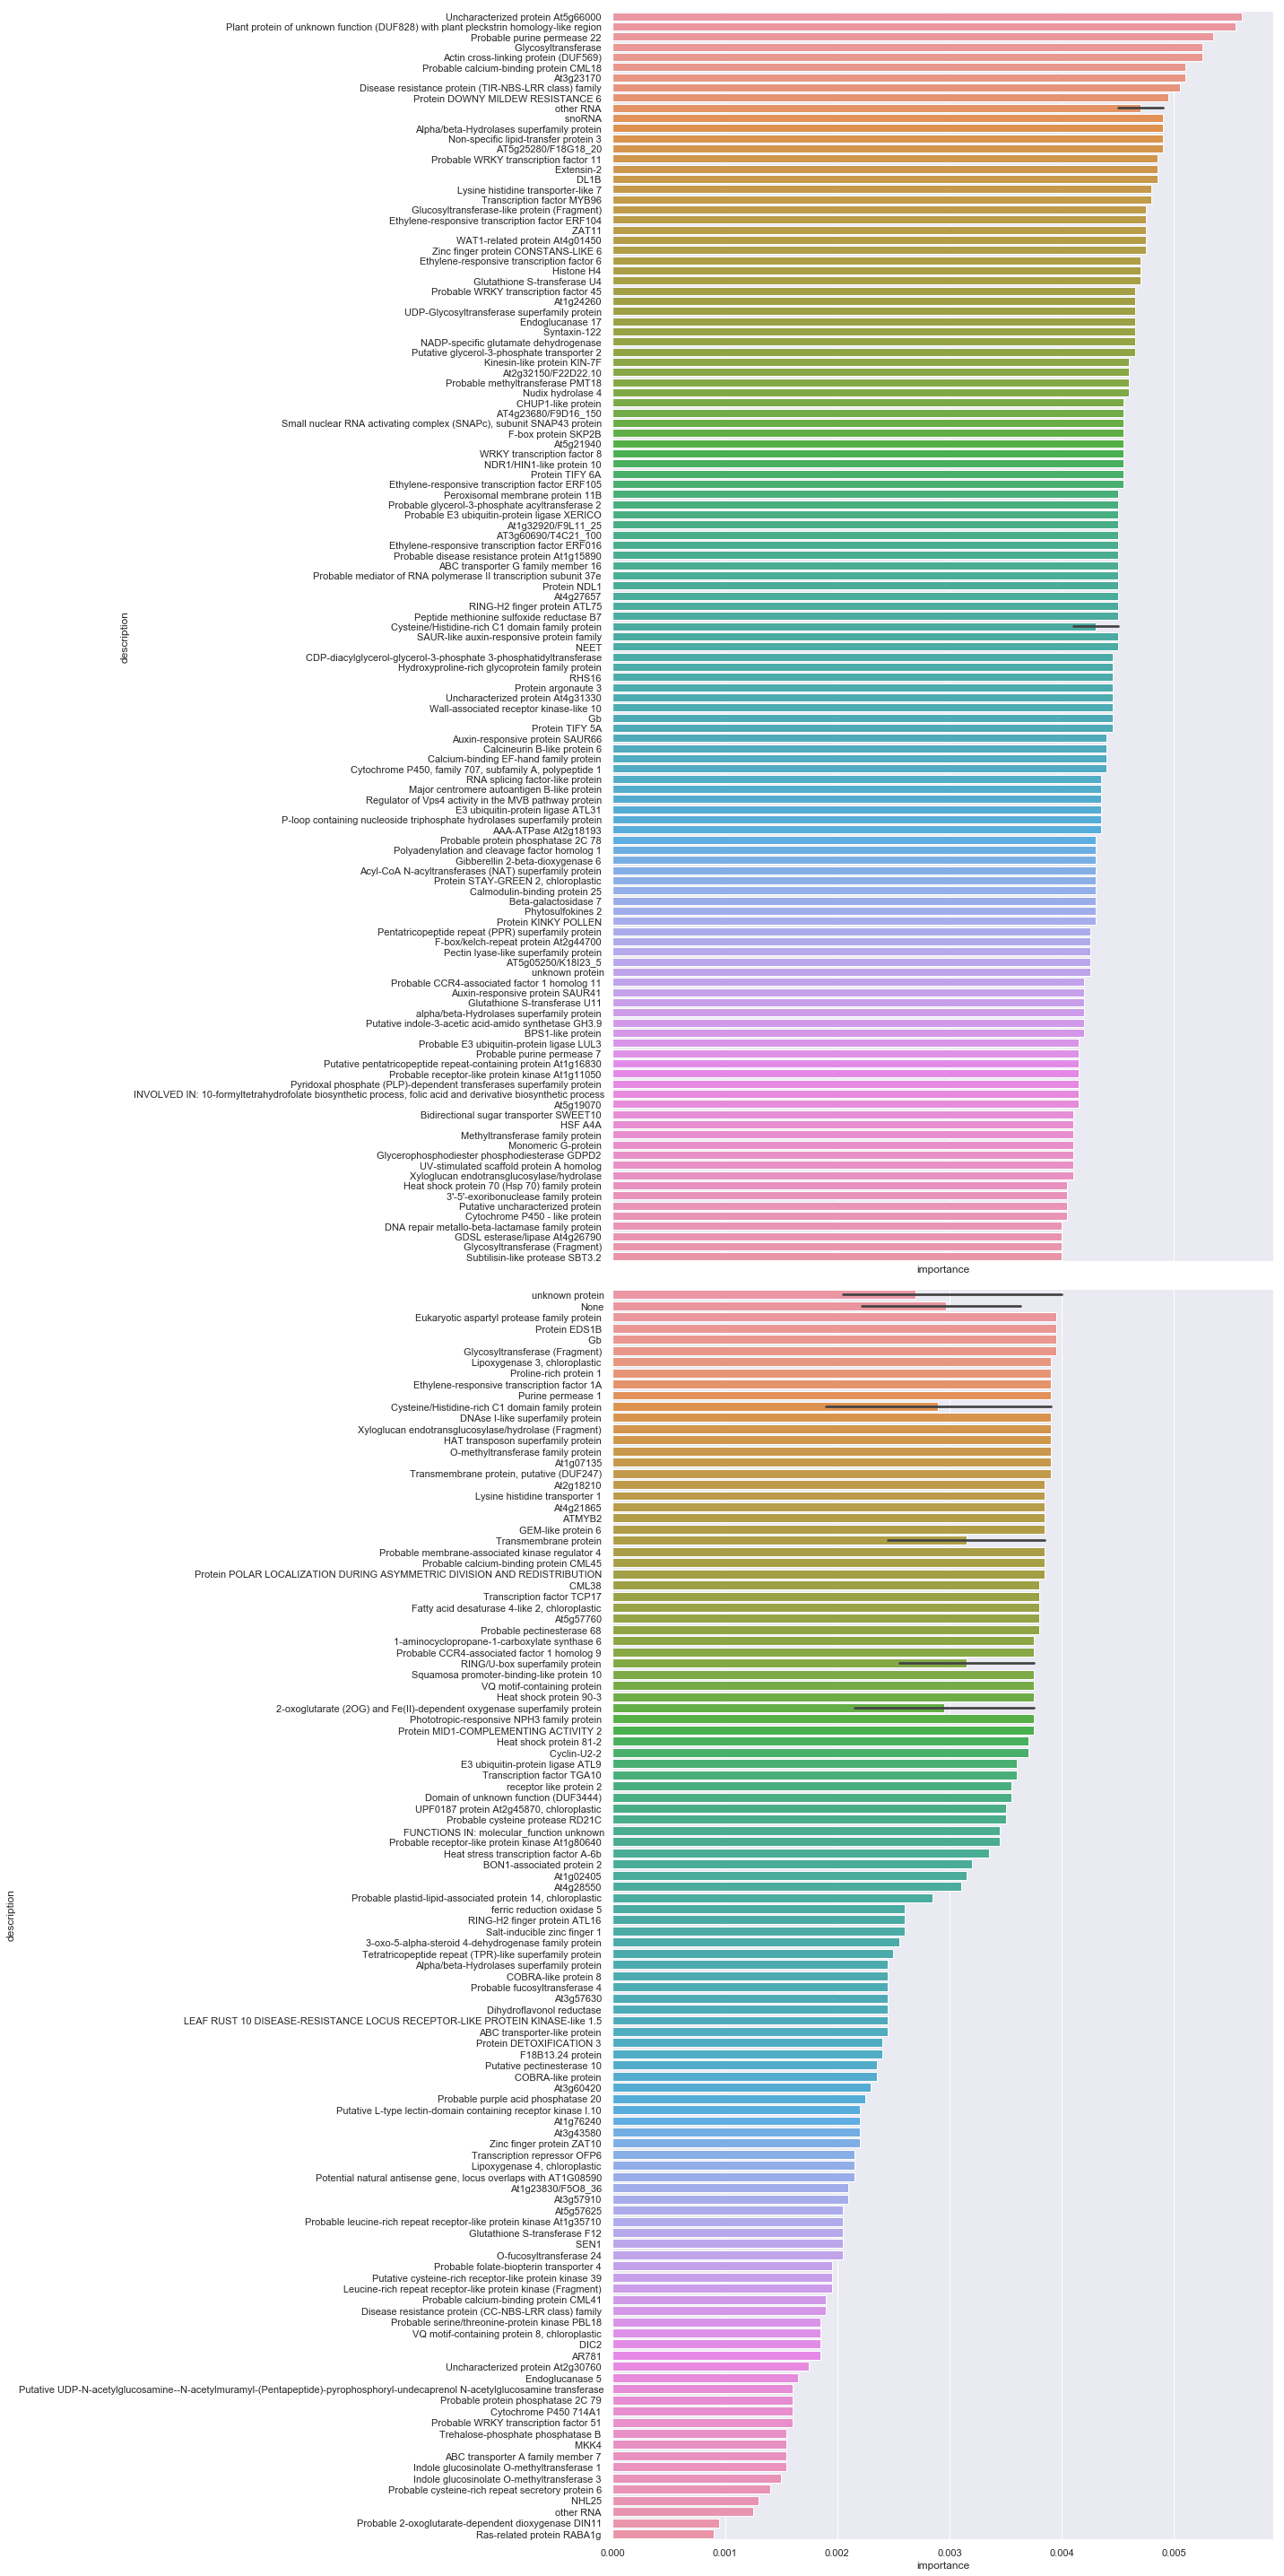 Uncharacterized protein At5g66000
Plant protein of unknown function (DUF828) with plant pleckstrin homology-like region
Probable purine permease 22
Glycosyltransferase
Actin cross-linking protein (DUF569)
Probable calcium-binding protein CML18
At3g23170
Disease resistance protein (TIR-NBS-LRR class) family
Protein DOWNY MILDEW RESISTANCE 6
other RNA
snoRNA
Alpha/beta-Hydrolases superfamily protein
Non-specific lipid-transfer protein 3
AT5g25280/F18G18_20
Probable WRKY transcription factor 11
Extensin-2
DL1B
Lysine histidine transporter-like 7
Transcription factor MYB96
Glucosyltransferase-like protein (Fragment)
Ethylene-responsive transcription factor ERF104
ZAT11
WAT1-related protein At4g01450
Zinc finger protein CONSTANS-LIKE 6
Ethylene-responsive transcription factor 6
Histone H4
Glutathione S-transferase U4
Probable WRKY transcription factor 45
At1g24260
UDP-Glycosyltransferase superfamily protein
Endoglucanase 17
Syntaxin-122
NADP-specific glutamate dehydrogenase
Putative glycerol-3-phosphate transporter 2
Kinesin-like protein KIN-7F
At2g32150/F22D22.10
Probable methyltransferase PMT18
Nudix hydrolase 4
CHUP1-like protein
AT4g23680/F9D16_150
Small nuclear RNA activating complex (SNAPc), subunit SNAP43 protein
F-box protein SKP2B
At5g21940
WRKY transcription factor 8
NDR1/HIN1-like protein 10
Protein TIFY 6A
Ethylene-responsive transcription factor ERF105
Peroxisomal membrane protein 11B
Probable glycerol-3-phosphate acyltransferase 2
Probable E3 ubiquitin-protein ligase XERICO
At1g32920/F9L11_25
AT3g60690/T4C21_100
Ethylene-responsive transcription factor ERF016
Probable disease resistance protein At1g15890
ABC transporter G family member 16
Probable mediator of RNA polymerase II transcription subunit 37e
Protein NDL1
At4g27657
RING-H2 finger protein ATL75
Peptide methionine sulfoxide reductase B7
Cysteine/Histidine-rich C1 domain family protein
SAUR-like auxin-responsive protein family
NEET
CDP-diacylglycerol-glycerol-3-phosphate 3-phosphatidyltransferase
Hydroxyproline-rich glycoprotein family protein
RHS16
Protein argonaute 3
Uncharacterized protein At4g31330
Wall-associated receptor kinase-like 10
Gb
Protein TIFY 5A
Auxin-responsive protein SAUR66
Calcineurin B-like protein 6
Calcium-binding EF-hand family protein
Cytochrome P450, family 707, subfamily A, polypeptide 1
RNA splicing factor-like protein
Major centromere autoantigen B-like protein
Regulator of Vps4 activity in the MVB pathway protein
E3 ubiquitin-protein ligase ATL31
P-loop containing nucleoside triphosphate hydrolases superfamily protein
AAA-ATPase At2g18193
Probable protein phosphatase 2C 78
Polyadenylation and cleavage factor homolog 1
Gibberellin 2-beta-dioxygenase 6
Acyl-CoA N-acyltransferases (NAT) superfamily protein
Protein STAY-GREEN 2, chloroplastic
Calmodulin-binding protein 25
Beta-galactosidase 7
Phytosulfokines 2
Protein KINKY POLLEN
Pentatricopeptide repeat (PPR) superfamily protein
F-box/kelch-repeat protein At2g44700
Pectin lyase-like superfamily protein
AT5g05250/K18I23_5
unknown protein
Probable CCR4-associated factor 1 homolog 11
Auxin-responsive protein SAUR41
Glutathione S-transferase U11
alpha/beta-Hydrolases superfamily protein
Putative indole-3-acetic acid-amido synthetase GH3.9
BPS1-like protein
Probable E3 ubiquitin-protein ligase LUL3
Probable purine permease 7
Putative pentatricopeptide repeat-containing protein At1g16830
Probable receptor-like protein kinase At1g11050
Pyridoxal phosphate (PLP)-dependent transferases superfamily protein
INVOLVED IN: 10-formyltetrahydrofolate biosynthetic process, folic acid and derivative biosynthetic process
At5g19070
Bidirectional sugar transporter SWEET10
HSF A4A
Methyltransferase family protein
Monomeric G-protein
Glycerophosphodiester phosphodiesterase GDPD2
UV-stimulated scaffold protein A homolog
Xyloglucan endotransglucosylase/hydrolase
Heat shock protein 70 (Hsp 70) family protein
3'-5'-exoribonuclease family protein
Putative uncharacterized protein
Cytochrome P450 - like protein
DNA repair metallo-beta-lactamase family protein
GDSL esterase/lipase At4g26790
Glycosyltransferase (Fragment)
Subtilisin-like protease SBT3.2
description
importance
unknown protein
None
Eukaryotic aspartyl protease family protein
Protein EDS1B
Gb
Glycosyltransferase (Fragment)
Lipoxygenase 3, chloroplastic
Proline-rich protein 1
Ethylene-responsive transcription factor 1A
Purine permease 1
Cysteine/Histidine-rich C1 domain family protein
DNAse I-like superfamily protein
Xyloglucan endotransglucosylase/hydrolase (Fragment)
HAT transposon superfamily protein
O-methyltransferase family protein
At1g07135
Transmembrane protein, putative (DUF247)
At2g18210
Lysine histidine transporter 1
At4g21865
ATMYB2
GEM-like protein 6
Transmembrane protein
Probable membrane-associated kinase regulator 4
Probable calcium-binding protein CML45
Protein POLAR LOCALIZATION DURING ASYMMETRIC DIVISION AND REDISTRIBUTION
CML38
Transcription factor TCP17
Fatty acid desaturase 4-like 2, chloroplastic
At5g57760
Probable pectinesterase 68
1-aminocyclopropane-1-carboxylate synthase 6
Probable CCR4-associated factor 1 homolog 9
RING/U-box superfamily protein
Squamosa promoter-binding-like protein 10
VQ motif-containing protein
Heat shock protein 90-3
2-oxoglutarate (2OG) and Fe(II)-dependent oxygenase superfamily protein
Phototropic-responsive NPH3 family protein
Protein MID1-COMPLEMENTING ACTIVITY 2
Heat shock protein 81-2
Cyclin-U2-2
E3 ubiquitin-protein ligase ATL9
Transcription factor TGA10
receptor like protein 2
Domain of unknown function (DUF3444)
UPF0187 protein At2g45870, chloroplastic
Probable cysteine protease RD21C
FUNCTIONS IN: molecular_function unknown
Probable receptor-like protein kinase At1g80640
Heat stress transcription factor A-6b
BON1-associated protein 2
At1g02405
At4g28550
Probable plastid-lipid-associated protein 14, chloroplastic
ferric reduction oxidase 5
RING-H2 finger protein ATL16
Salt-inducible zinc finger 1
3-oxo-5-alpha-steroid 4-dehydrogenase family protein
Tetratricopeptide repeat (TPR)-like superfamily protein
Alpha/beta-Hydrolases superfamily protein
COBRA-like protein 8
Probable fucosyltransferase 4
At3g57630
Dihydroflavonol reductase
LEAF RUST 10 DISEASE-RESISTANCE LOCUS RECEPTOR-LIKE PROTEIN KINASE-like 1.5
ABC transporter-like protein
Protein DETOXIFICATION 3
F18B13.24 protein
Putative pectinesterase 10
COBRA-like protein
At3g60420
Probable purple acid phosphatase 20
Putative L-type lectin-domain containing receptor kinase I.10
At1g76240
At3g43580
Zinc finger protein ZAT10
Transcription repressor OFP6
Lipoxygenase 4, chloroplastic
Potential natural antisense gene, locus overlaps with AT1G08590
At1g23830/F5O8_36
At3g57910
At5g57625
Probable leucine-rich repeat receptor-like protein kinase At1g35710
Glutathione S-transferase F12
SEN1
O-fucosyltransferase 24
Probable folate-biopterin transporter 4
Putative cysteine-rich receptor-like protein kinase 39
Leucine-rich repeat receptor-like protein kinase (Fragment)
Probable calcium-binding protein CML41
Disease resistance protein (CC-NBS-LRR class) family
Probable serine/threonine-protein kinase PBL18
VQ motif-containing protein 8, chloroplastic
DIC2
AR781
Uncharacterized protein At2g30760
Endoglucanase 5
Putative UDP-N-acetylglucosamine--N-acetylmuramyl-(Pentapeptide)-pyrophosphoryl-undecaprenol N-acetylglucosamine transferase
Probable protein phosphatase 2C 79
Cytochrome P450 714A1
Probable WRKY transcription factor 51
Trehalose-phosphate phosphatase B
MKK4
ABC transporter A family member 7
Indole glucosinolate O-methyltransferase 1
Indole glucosinolate O-methyltransferase 3
Probable cysteine-rich repeat secretory protein 6
NHL25
other RNA
Probable 2-oxoglutarate-dependent dioxygenase DIN11
Ras-related protein RABA1g
description
0.000 0.001 0.002 0.003 0.004 0.005
importance